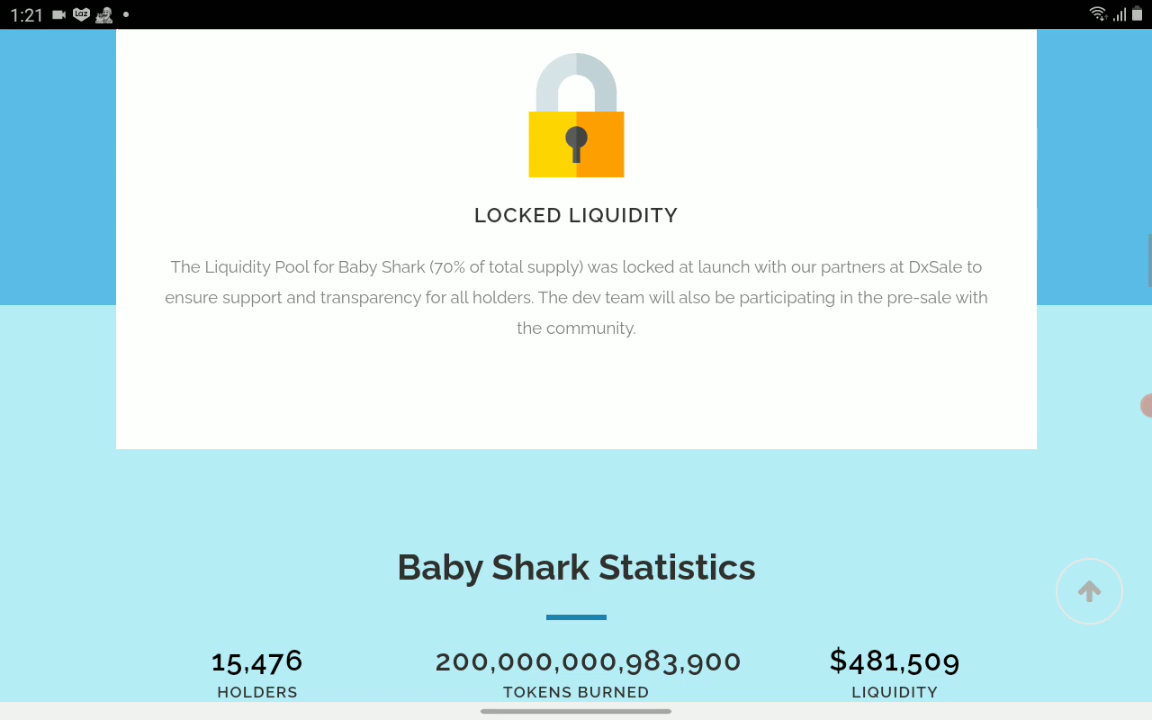 1:21
Laz
LOCKED LIQUIDITY
The Liquidity Pool for Baby Shark (70% of total supply) was locked at launch with our partners at DxSale to
ensure support and transparency for all holders. The dev team will also be participating in the pre-sale with
the community.
Baby Shark Statistics
15,476 200,000,000,983,900 $481,509
HOLDERS TOKENS BURNED LIQUIDITY